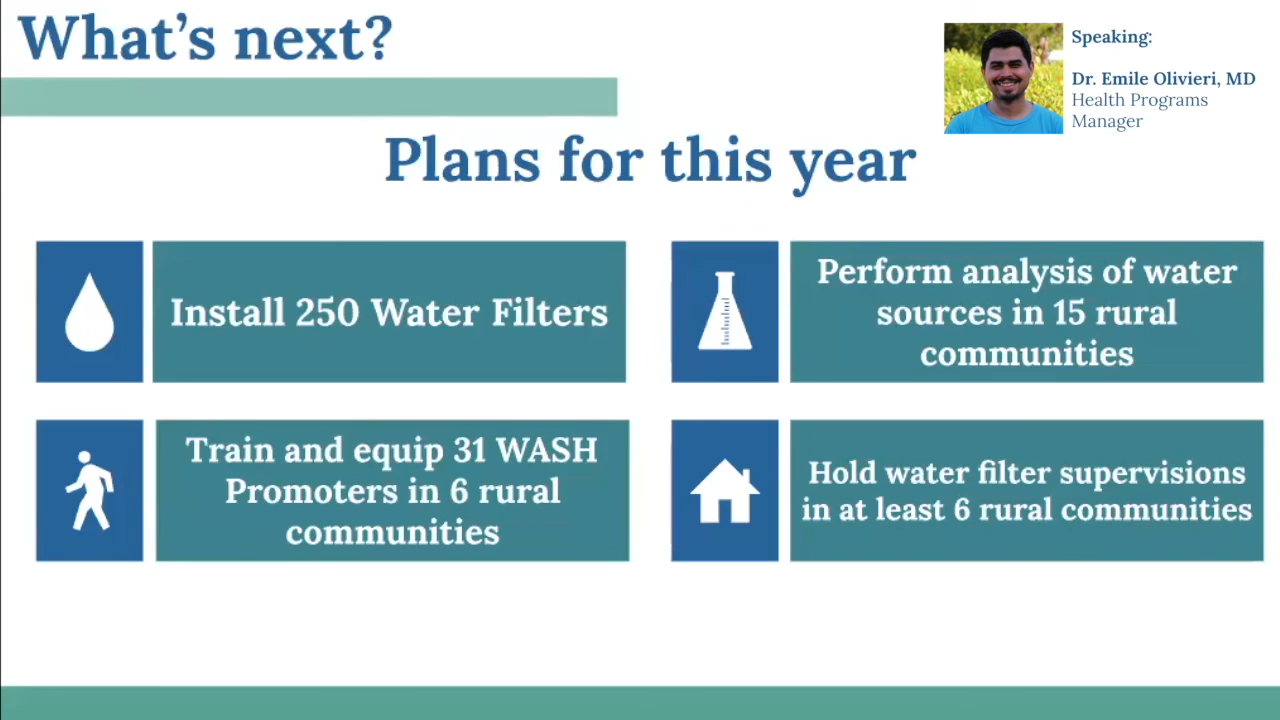 What's next?
Speaking:
Dr. Emile Olivieri, MD
Health Programs
Manager
Plans for this year
Install 250 Water Filters
Perform analysis of water
sources in 15 rural
communities
Train and equip 31 WASH
Promoters in 6 rural
communities
Hold water filter supervisions
in at least 6 rural communities